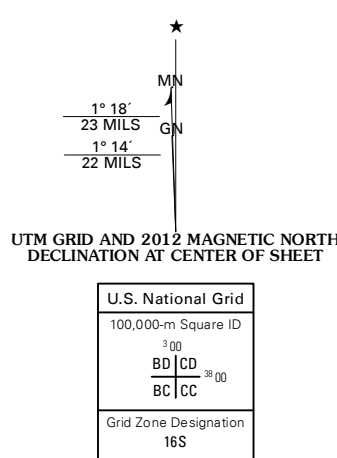 ★
MN
1° 18´
23 MILS
GN
1° 14´
22 MILS
UTM GRID AND 2012 MAGNETIC NORTH
DECLINATION AT CENTER OF SHEET
U.S. National Grid
100,000-m Square ID
300
BD CD
3800
BC CC
Grid Zone Designation
16S